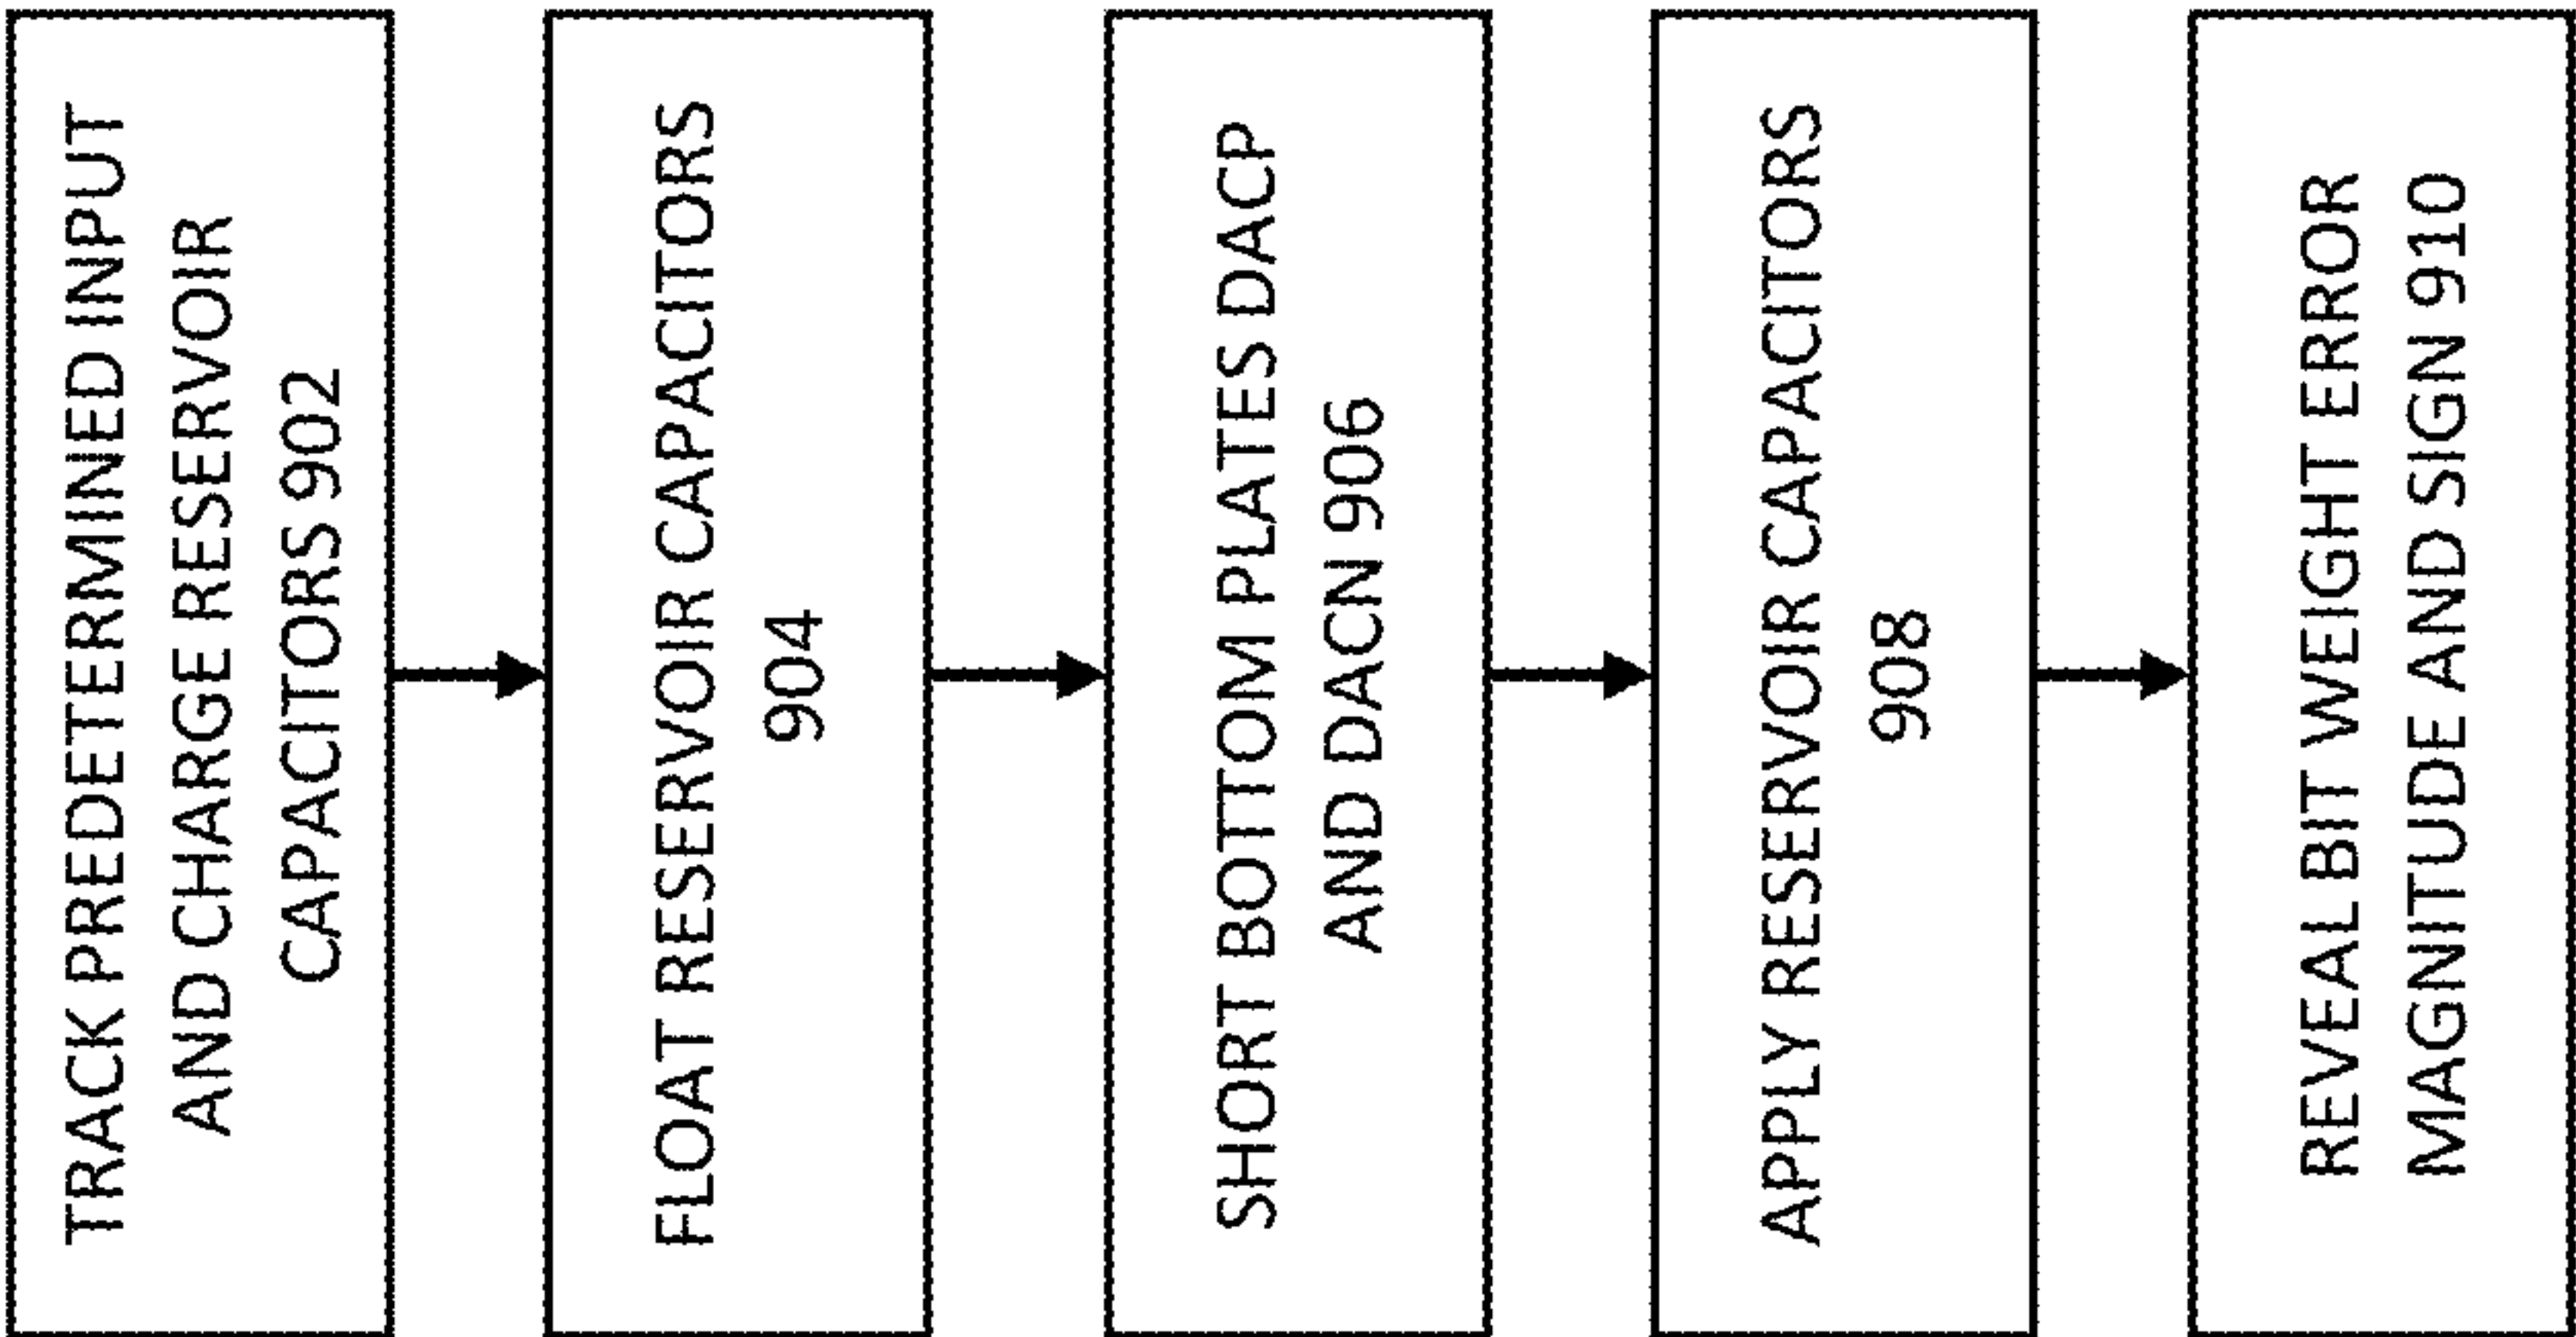 TRACK PREDETERMINED INPUT
AND CHARGE RESERVOIR
CAPACITORS 902
FLOAT RESERVOIR CAPACITORS
904
SHORT BOTTOM PLATES DACP
AND DACN 906
APPLY RESERVOIR CAPACITORS
908
REVEAL BIT WEIGHT ERROR
MAGNITUDE AND SIGN 910